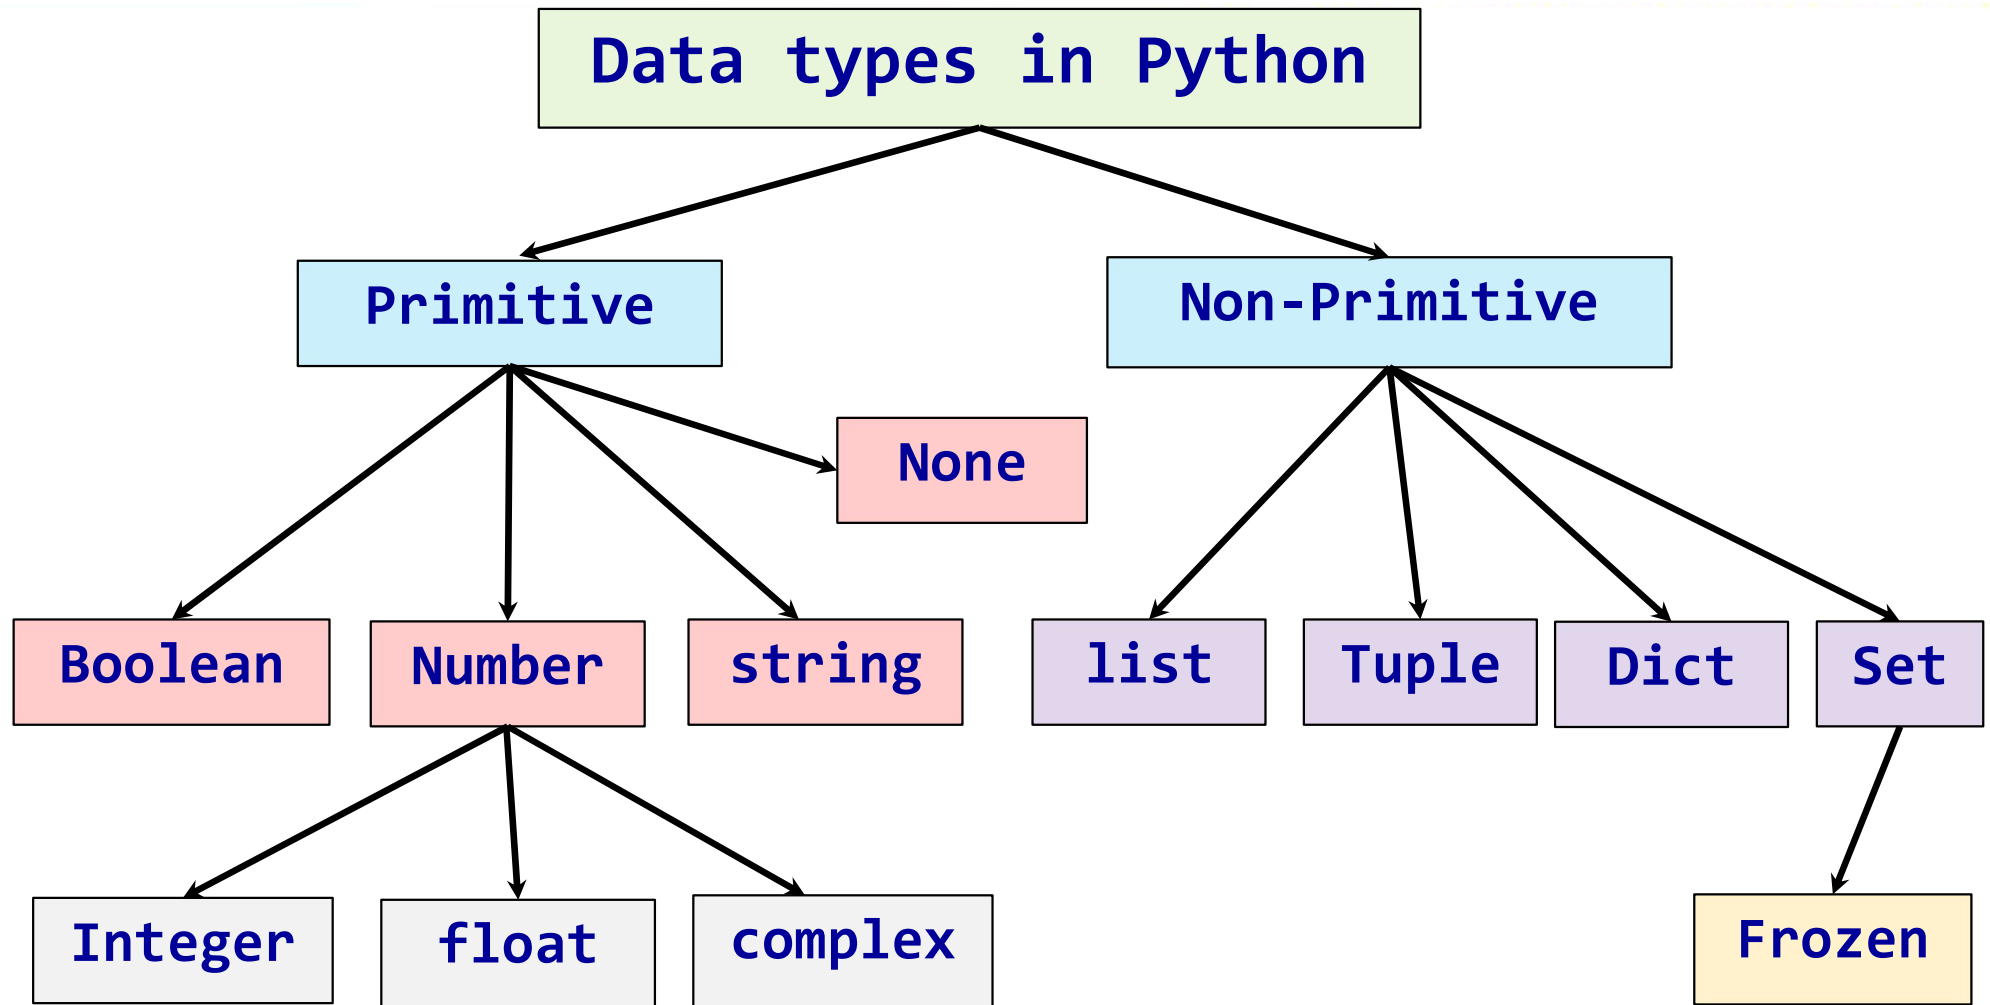 Data types in Python
Primitive
Non-Primitive
None
Boolean
Number
string
list
Tuple
Dict
Set
Integer
float
complex
Frozen